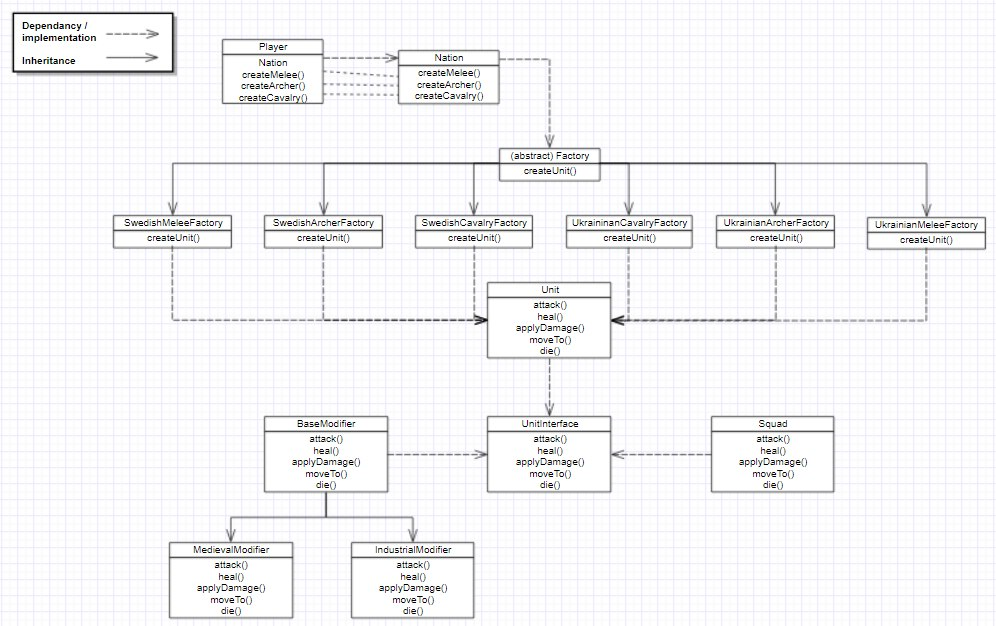 Dependancy /
implementation
Inheritance
Player
Nation
createMelee()
createArcher()
createCavalry()
Nation
createMelee()
createArcher()
createCavalry()
(abstract) Factory
createUnit()
SwedishMeleeFactory
createUnit()
SwedishArcherFactory
createUnit()
SwedishCavalryFactory
createUnit()
UkraininanCavalryFactory
createUnit()
UkrainianArcherFactory
createUnit()
UkrainianMeleeFactory
createUnit()
Unit
attack()
heal()
applyDamage()
moveTo()
die()
BaseModifier
attack()
heal()
applyDamage()
moveTo()
die()
UnitInterface
attack()
heal()
applyDamage()
moveTo()
die()
Squad
attack()
heal()
applyDamage()
moveTo()
die()
MedievalModifier
attack()
heal()
applyDamage()
moveTo()
die()
IndustrialModifier
attack()
heal()
applyDamage()
moveTo()
die()